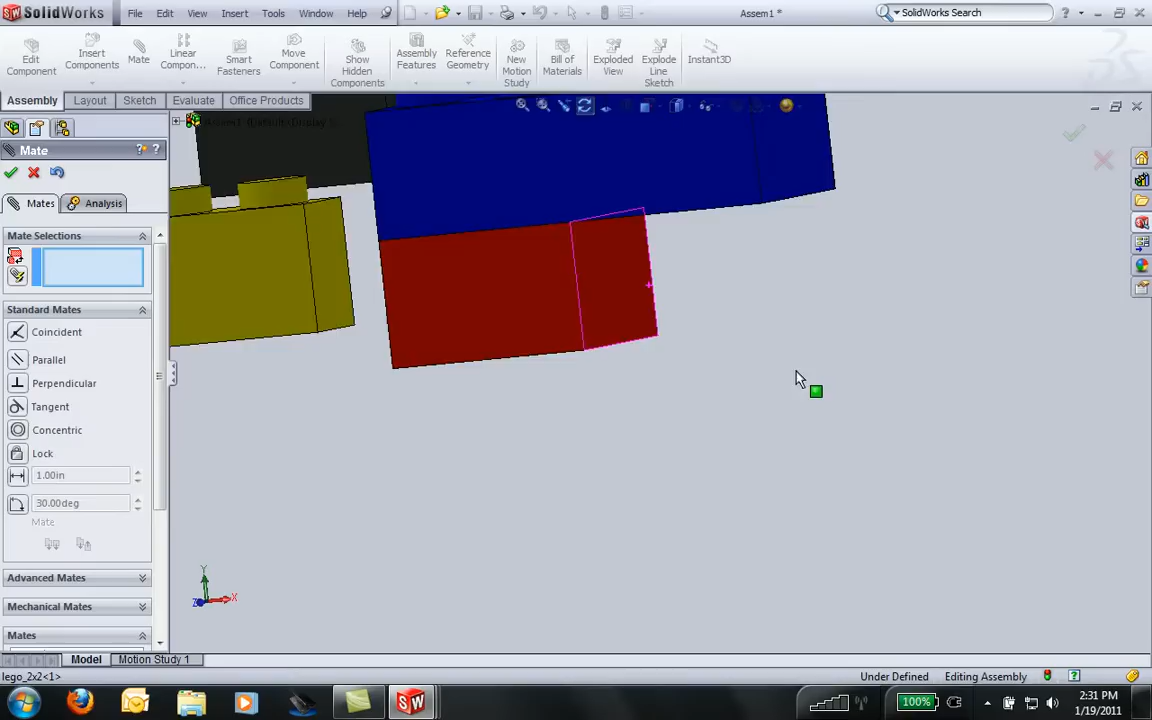 SolidWorks File Edit View Insert Tools Window Help Assem1 * SolidWorks Search
Edit Component
Insert Components
Mate
Linear Compon...
Smart Fasteners
Move Component
Show Hidden Components
Assembly Features
Reference Geometry
New Motion Study
Bill of Materials
Exploded View
Explode Line Sketch
Instant3D
Assembly Layout Sketch Evaluate Office Products
Mate
Mates Analysis
Mate Selections
Standard Mates
Coincident
Parallel
Perpendicular
Tangent
Concentric
Lock
1.00in
30.00deg
Mate
Advanced Mates
Mechanical Mates
Mates
Y
X
Z
Model Motion Study 1
lego_2x2<1> Under Defined Editing Assembly
SW 100% 2:31 PM
1/19/2011